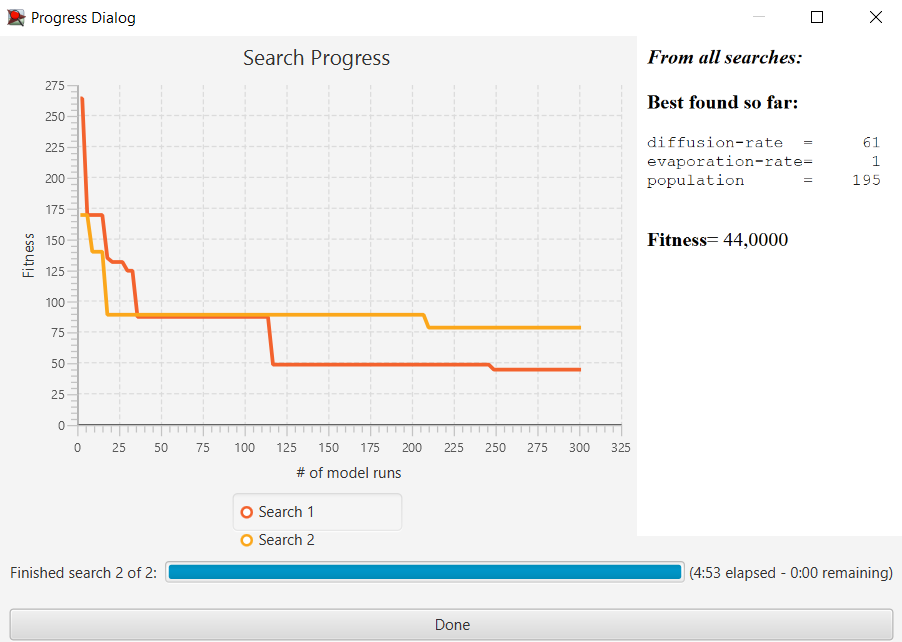 Progress Dialog
Search Progress
275
250
225
200
175
150
125
100
75
50
25
0
Fitness
0 25 50 75 100 125 150 175 200 225 250 275 300 325
# of model runs
Search 1
Search 2
From all searches:
Best found so far:
diffusion-rate = 61
evaporation-rate= 1
population = 195
Fitness= 44,0000
Finished search 2 of 2: (4:53 elapsed - 0:00 remaining)
Done